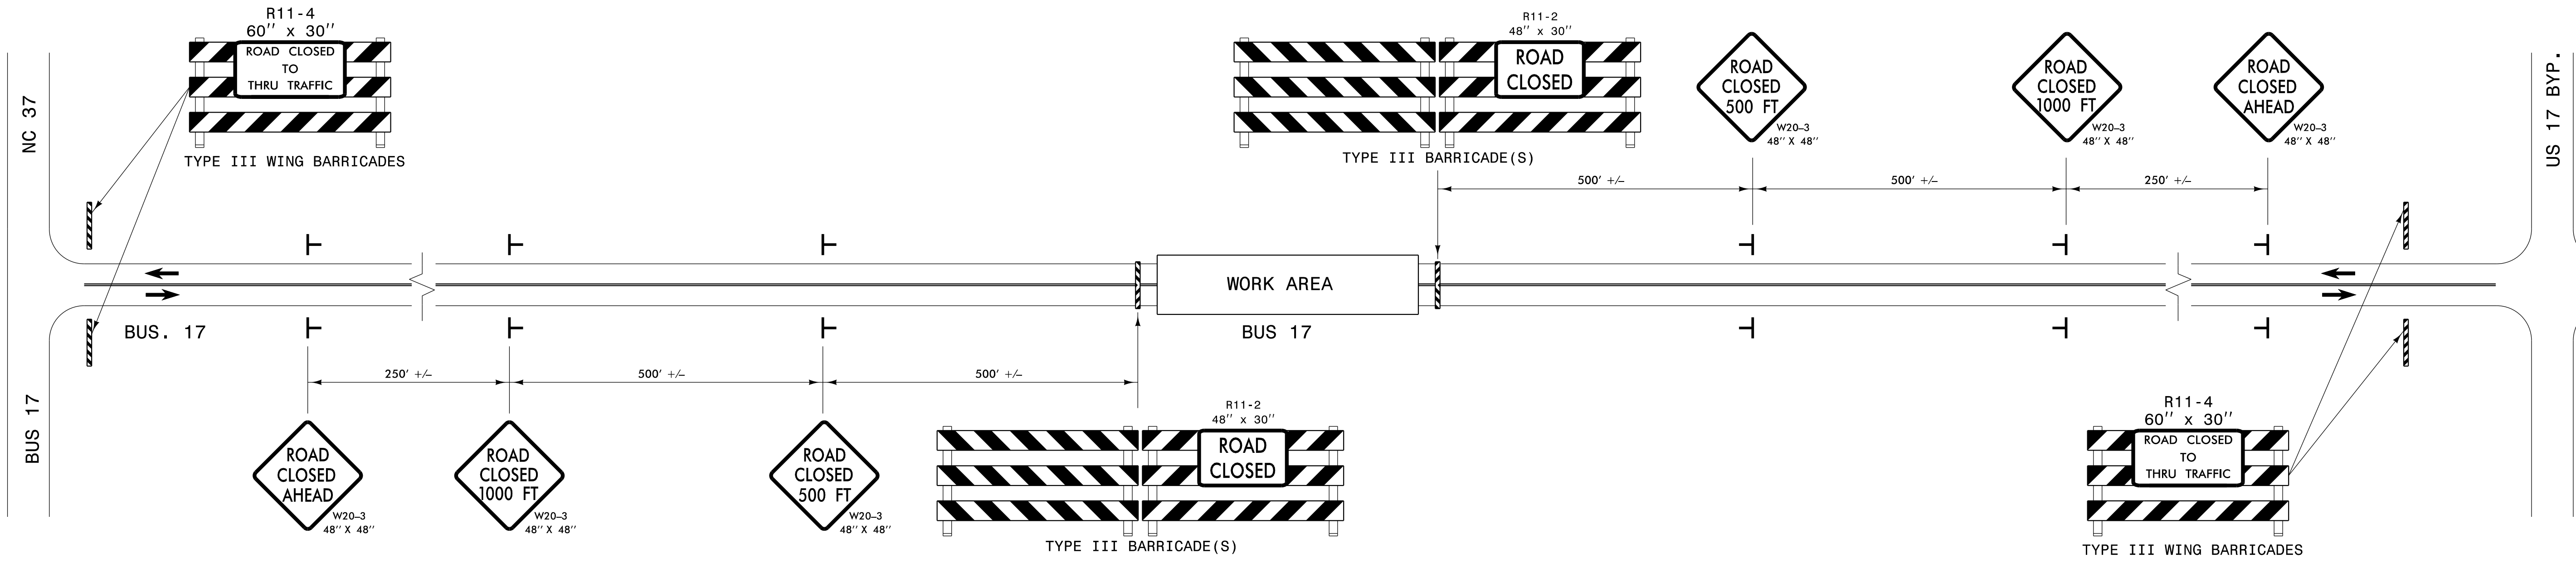 R11-4
60'' x 30''
ROAD CLOSED
TO
THRU TRAFFIC
TYPE III WING BARRICADES
NC 37
R11-2
48'' x 30''
ROAD
CLOSED
TYPE III BARRICADE(S)
ROAD
CLOSED
500 FT
W20-3
48'' X 48''
ROAD
CLOSED
1000 FT
W20-3
48'' X 48''
ROAD
CLOSED
AHEAD
W20-3
48'' X 48''
US 17 BYP.
500' +/-
500' +/-
250' +/-
WORK AREA
BUS. 17
BUS 17
BUS 17
250' +/-
500' +/-
500' +/-
ROAD
CLOSED
AHEAD
W20-3
48'' X 48''
ROAD
CLOSED
1000 FT
W20-3
48'' X 48''
ROAD
CLOSED
500 FT
W20-3
48'' X 48''
R11-2
48'' x 30''
ROAD
CLOSED
TYPE III BARRICADE(S)
R11-4
60'' x 30''
ROAD CLOSED
TO
THRU TRAFFIC
TYPE III WING BARRICADES